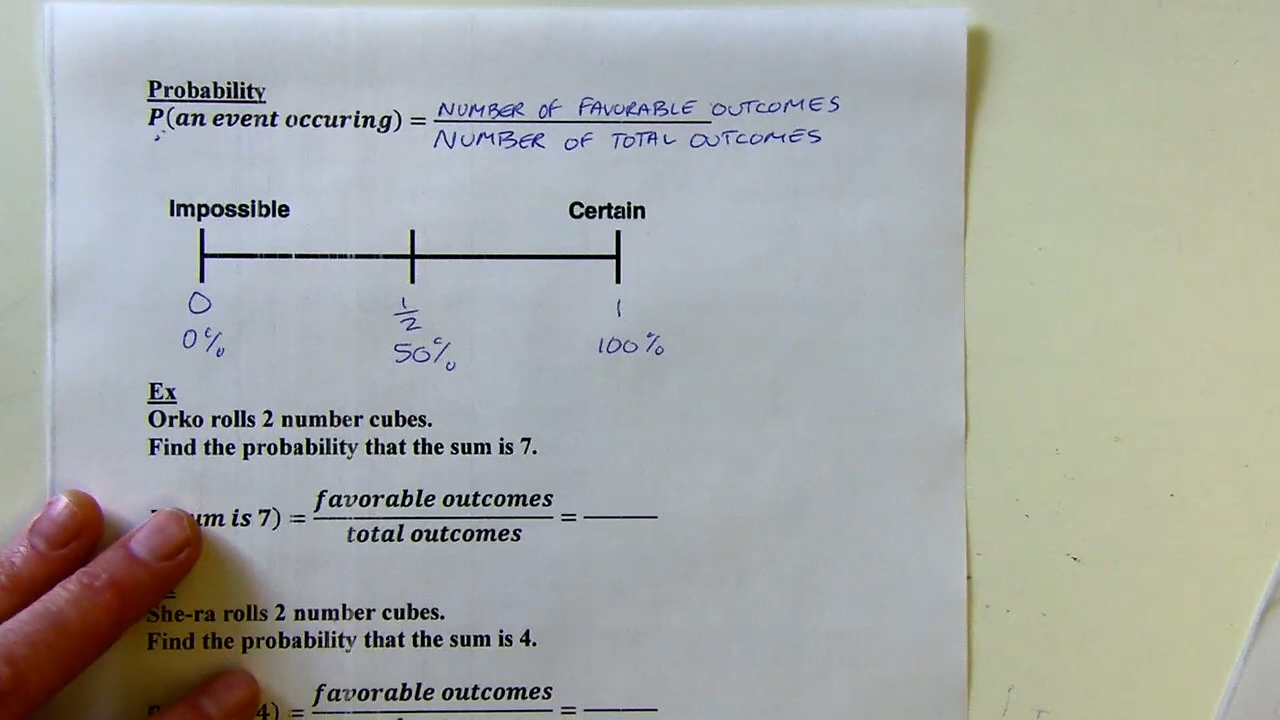 Probability
P(an event occuring) = NUMBER OF FAVORABLE OUTCOMES
NUMBER OF TOTAL OUTCOMES
Impossible Certain
0 1/2 1
0% 50% 100%
Ex
Orko rolls 2 number cubes.
Find the probability that the sum is 7.
is 7) = favorable outcomes / total outcomes = ____
She-ra rolls 2 number cubes.
Find the probability that the sum is 4.
4) = favorable outcomes = ____